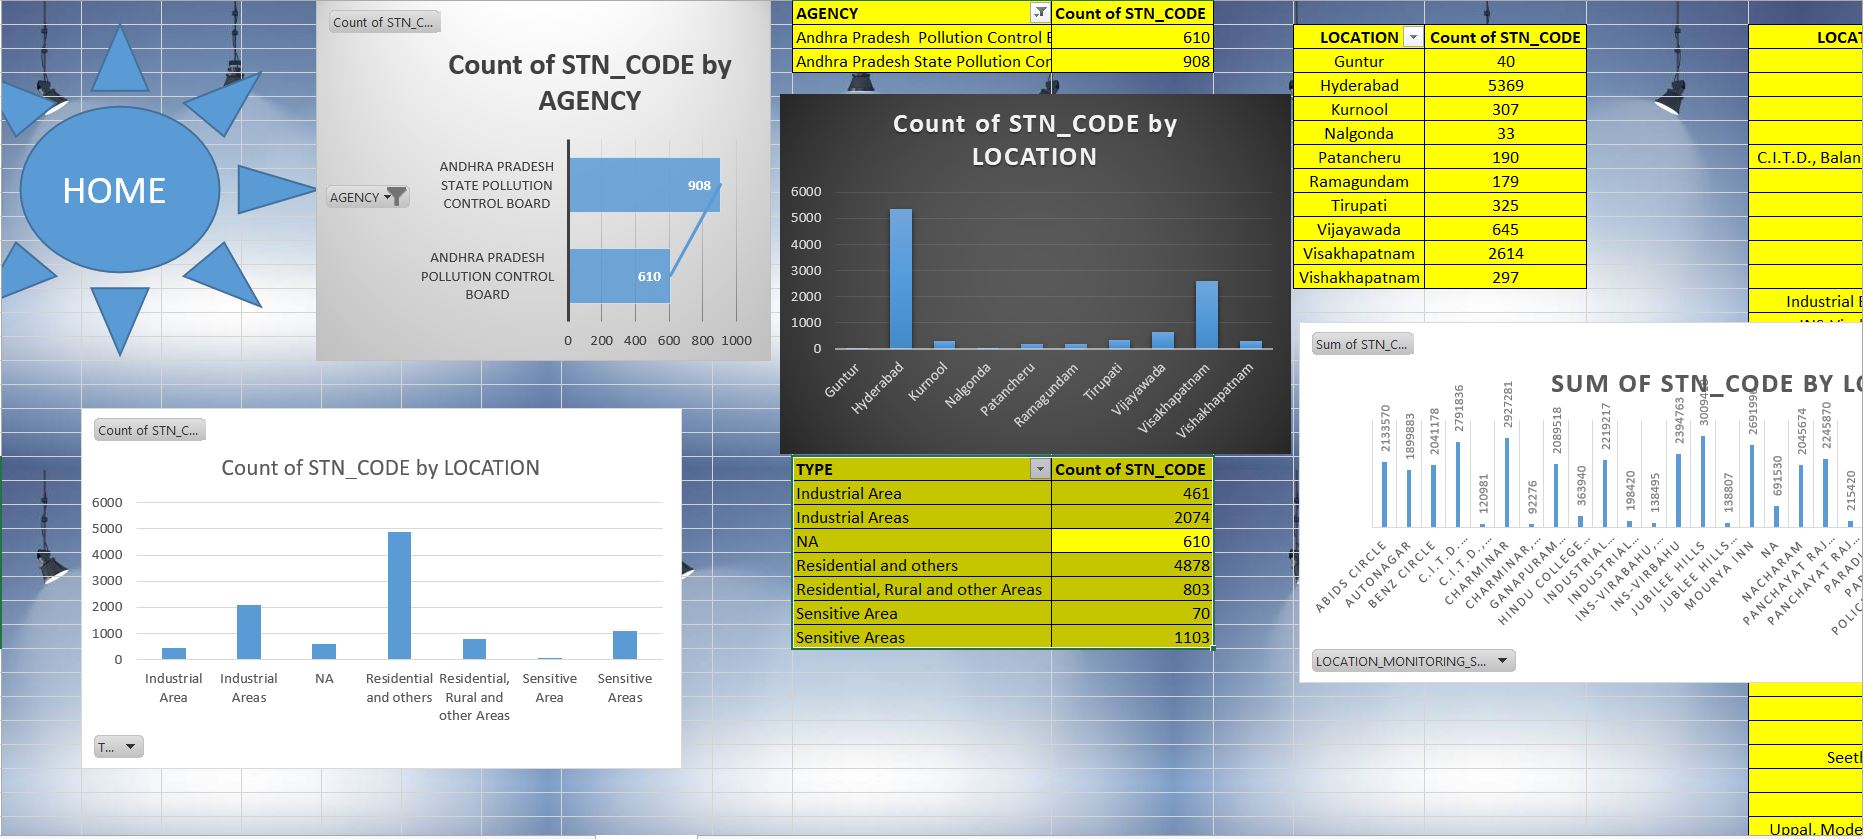 HOME
Count of STN_C...
Count of STN_CODE by
AGENCY
AGENCY
ANDHRA PRADESH
STATE POLLUTION
CONTROL BOARD
908
ANDHRA PRADESH
POLLUTION CONTROL
BOARD
610
0 200 400 600 800 1000
AGENCY Count of STN_CODE
Andhra Pradesh  Pollution Control 610
Andhra Pradesh State Pollution Cor 908
Count of STN_CODE by
LOCATION
6000
5000
4000
3000
2000
1000
0
Guntur
Hyderabad
Kurnool
Nalgonda
Patancheru
Ramagundam
Tirupati
Vijayawada
Visakhapatnam
Vishakhapatnam
LOCATION Count of STN_CODE
Guntur 40
Hyderabad 5369
Kurnool 307
Nalgonda 33
Patancheru 190
Ramagundam 179
Tirupati 325
Vijayawada 645
Visakhapatnam 2614
Vishakhapatnam 297
LOCAT
C.I.T.D., Balan
Industrial
Count of STN_C...
Count of STN_CODE by LOCATION
6000
5000
4000
3000
2000
1000
0
Industrial
Area
Industrial
Areas
NA
Residential
and others
Residential,
Rural and
other Areas
Sensitive
Area
Sensitive
Areas
T...
TYPE Count of STN_CODE
Industrial Area 461
Industrial Areas 2074
NA 610
Residential and others 4878
Residential, Rural and other Areas 803
Sensitive Area 70
Sensitive Areas 1103
Sum of STN_C...
SUM OF STN_CODE BY LO
2133570
1899883
2041178
2791836
120981
2927281
92276
2089518
363940
2219217
198420
138495
2394763
138807
691530
2045674
2245870
215420
ABIDS CIRCLE
AUTONAGAR
BENZ CIRCLE
C.I.T.D....
C.I.T.D.,...
CHARMINAR
CHARMINAR,...
GANAPURAM...
HINDU COLLEGE...
INDUSTRIAL...
INDUSTRIAL...
INS-VIRABAHU,...
INS-VIRBAHU
JUBILEE HILLS
JUBLEE HILLS...
MOURYA INN
NA
NACHARAM
PANCHAYAT RAJ...
PANCHAYAT RAJ...
LOCATION_MONITORING_S...
Seetl
Uppal, Mode